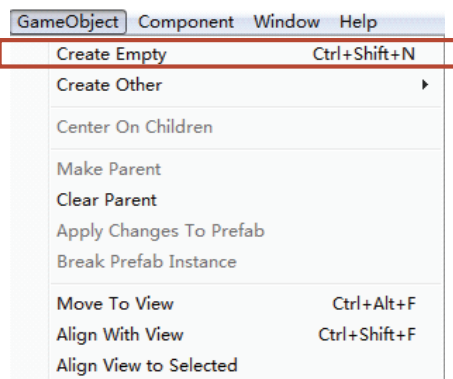 GameObject Component Window Help
Create Empty Ctrl+Shift+N
Create Other
Center On Children
Make Parent
Clear Parent
Apply Changes To Prefab
Break Prefab Instance
Move To View Ctrl+Alt+F
Align With View Ctrl+Shift+F
Align View to Selected